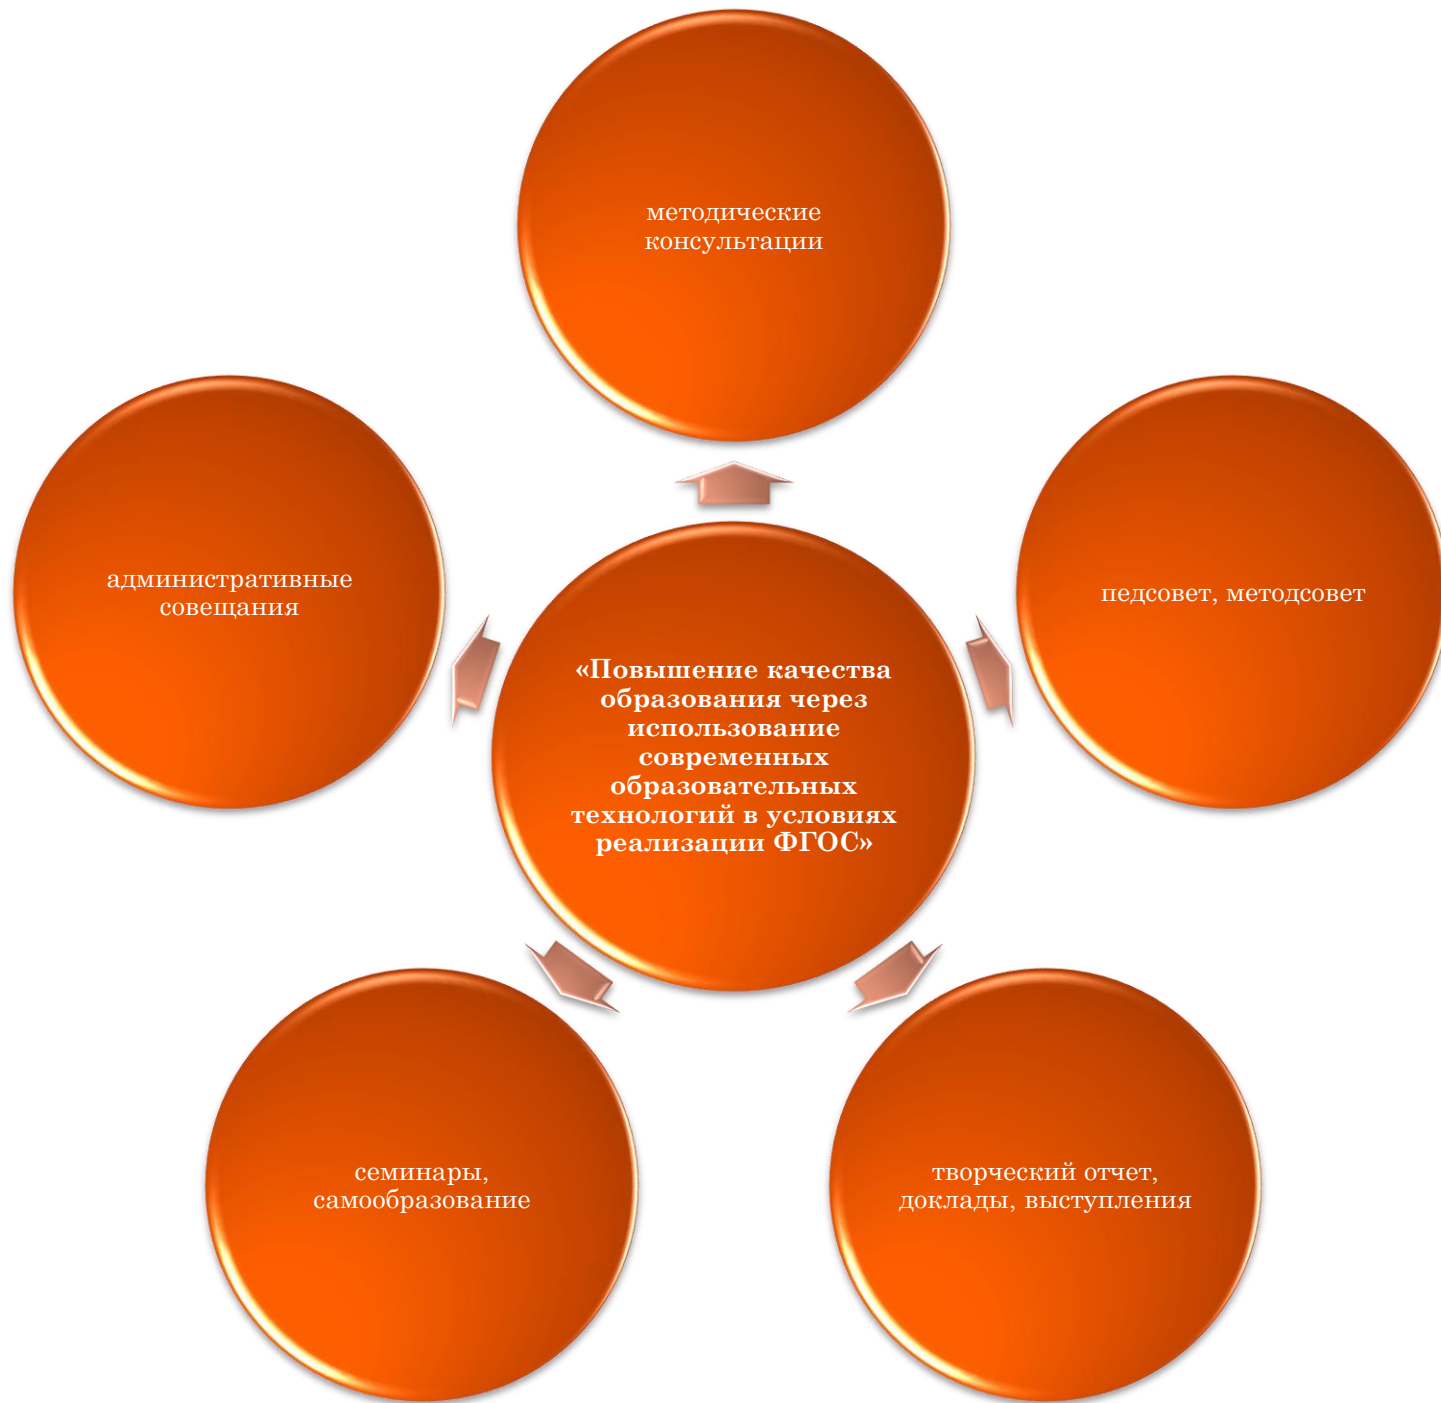 методические
консультации
административные
совещания
педсовет, методсовет
«Повышение качества
образования через
использование
современных
образовательных
технологий в условиях
реализации ФГОС»
семинары,
самообразование
творческий отчет,
доклады, выступления